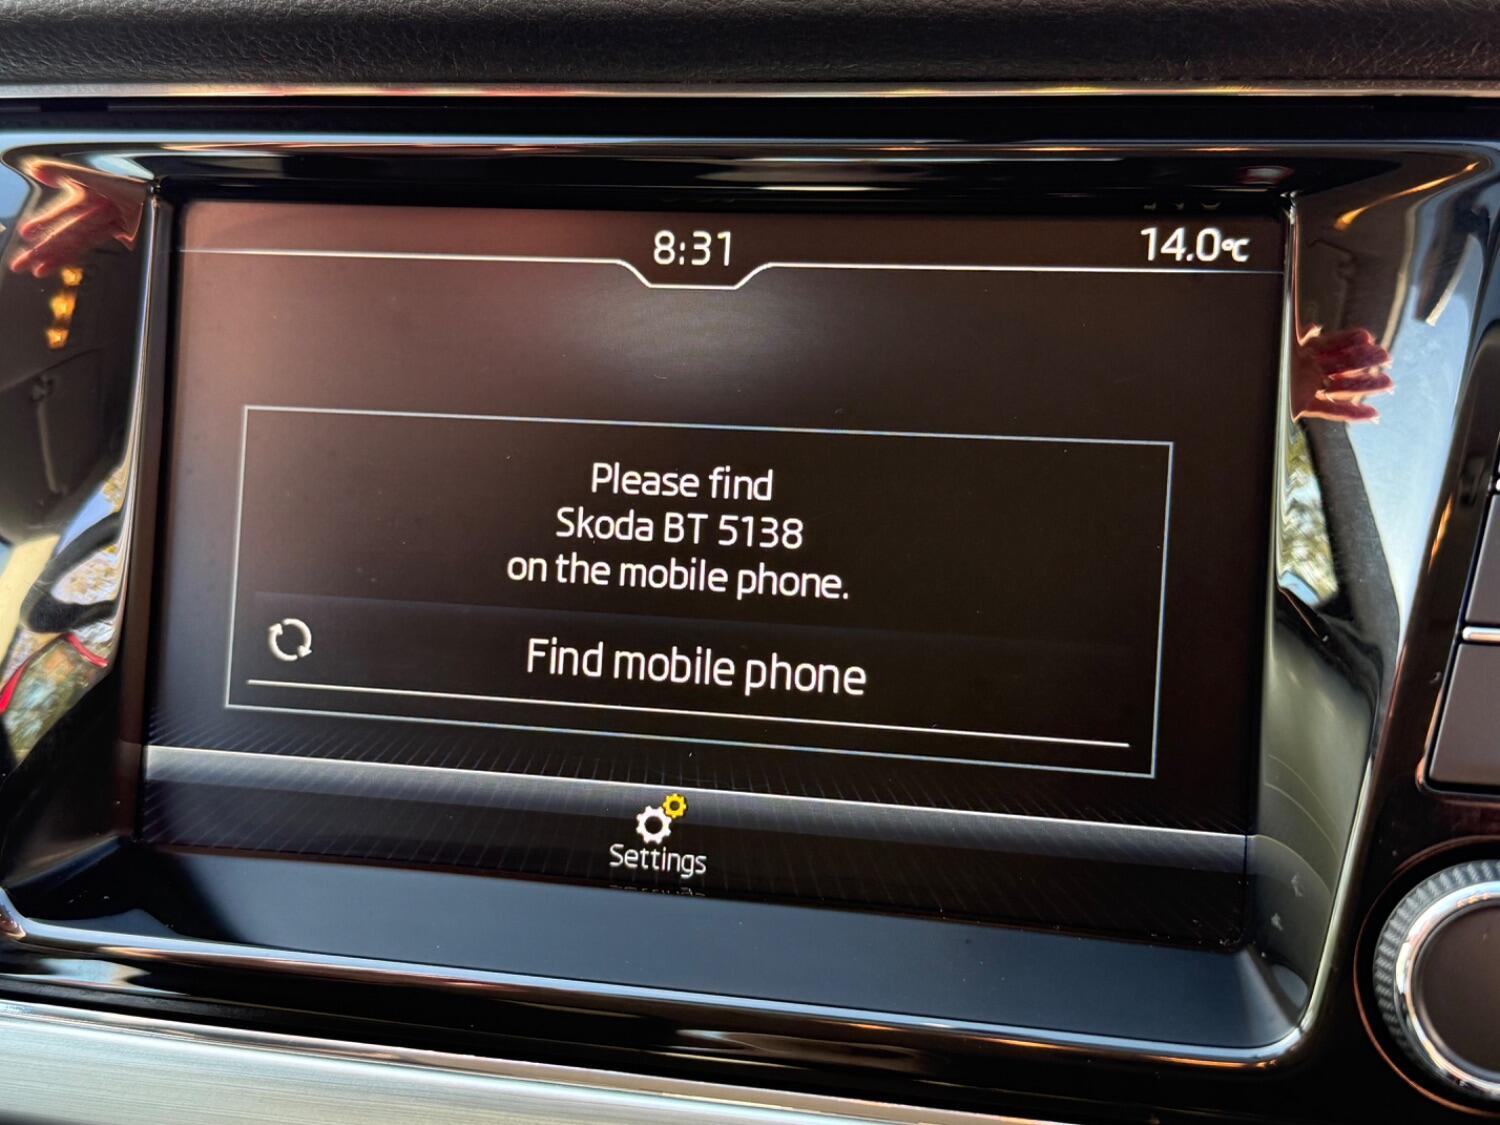 8:31
14.0°C
Please find
Skoda BT 5138
on the mobile phone.
Find mobile phone
Settings